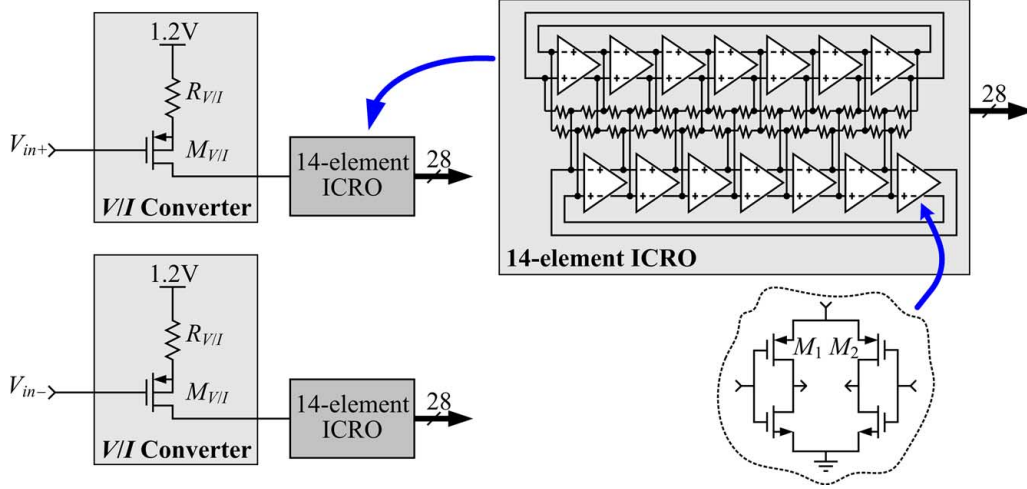 1.2V
R_{V/I}
V_{in+}
M_{V/I}
V/I Converter
14-element
ICRO
28
28
14-element ICRO
1.2V
R_{V/I}
V_{in−}
M_{V/I}
V/I Converter
14-element
ICRO
28
M_1 M_2